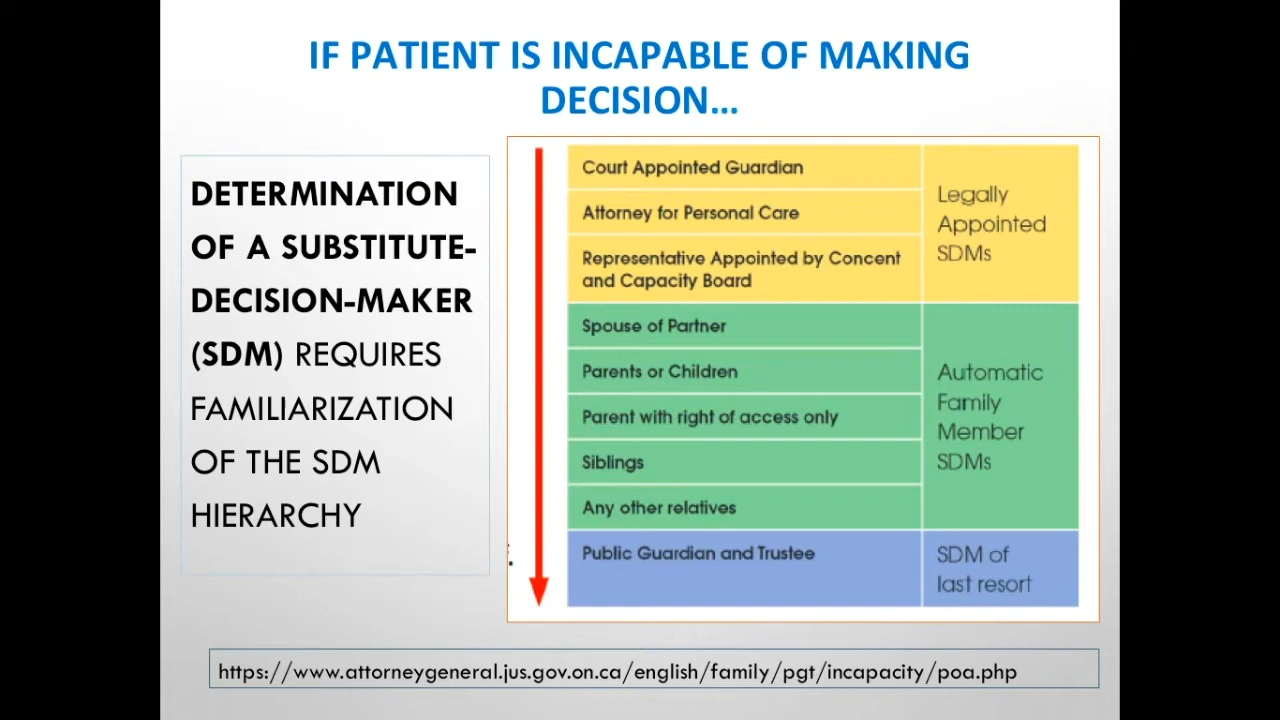 IF PATIENT IS INCAPABLE OF MAKING
DECISION…
DETERMINATION
OF A SUBSTITUTE-
DECISION-MAKER
(SDM) REQUIRES
FAMILIARIZATION
OF THE SDM
HIERARCHY
Court Appointed Guardian
Attorney for Personal Care
Representative Appointed by Concent
and Capacity Board
Legally
Appointed
SDMs
Spouse of Partner
Parents or Children
Parent with right of access only
Siblings
Any other relatives
Automatic
Family
Member
SDMs
Public Guardian and Trustee
SDM of
last resort
https://www.attorneygeneral.jus.gov.on.ca/english/family/pgt/incapacity/poa.php